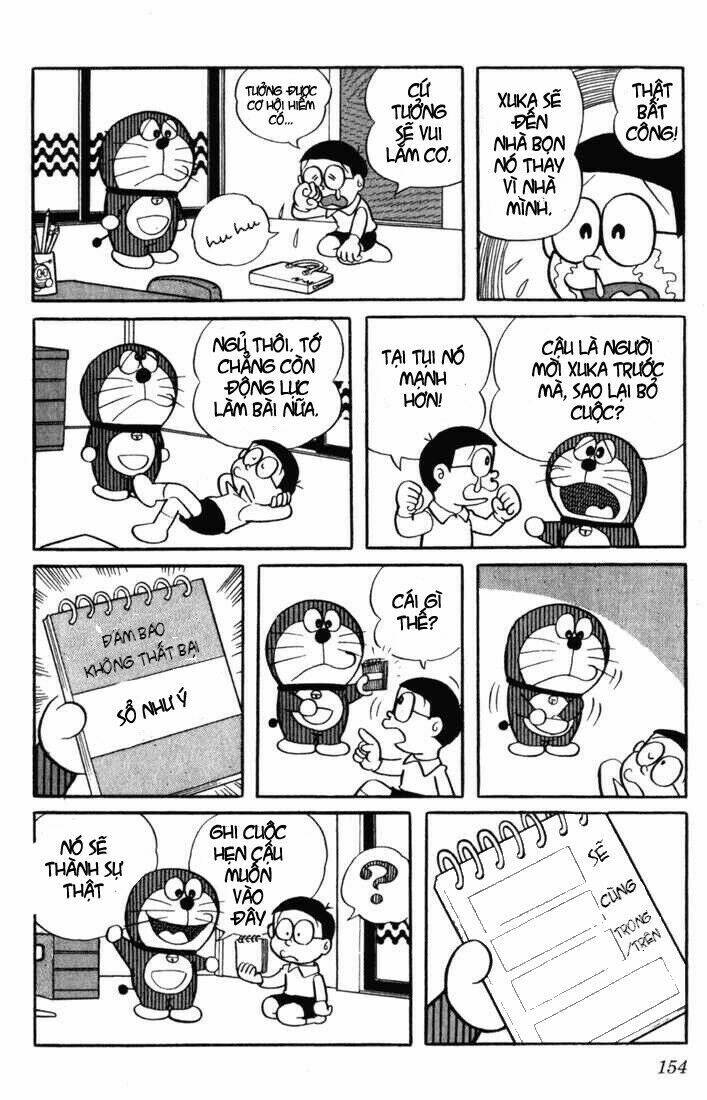 THẬT
BẤT
CÔNG!
XUKA SẼ
ĐẾN
NHÀ BỌN
NÓ THAY
VÌ NHÀ
MÌNH.
CỨ
TƯỞNG
SẼ VUI
LẮM CƠ.
TƯỞNG ĐƯỢC
CƠ HỘI HIẾM
CÓ...
hu hu
CẬU LÀ NGƯỜI
MỜI XUKA TRƯỚC
MÀ, SAO LẠI BỎ
CUỘC?
TẠI TỤI NÓ
MẠNH
HƠN!
NGỦ THÔI. TỚ
CHẲNG CÒN
ĐỘNG LỰC
LÀM BÀI NỮA.
CÁI GÌ
THẾ?
ĐẢM BẢO
KHÔNG THẤT BẠI
SỔ NHƯ Ý
SẼ
CÙNG
TRONG
/TRÊN
?
GHI CUỘC
HẸN CẬU
MUỐN
VÀO
ĐÂY
NÓ SẼ
THÀNH SỰ
THẬT
154